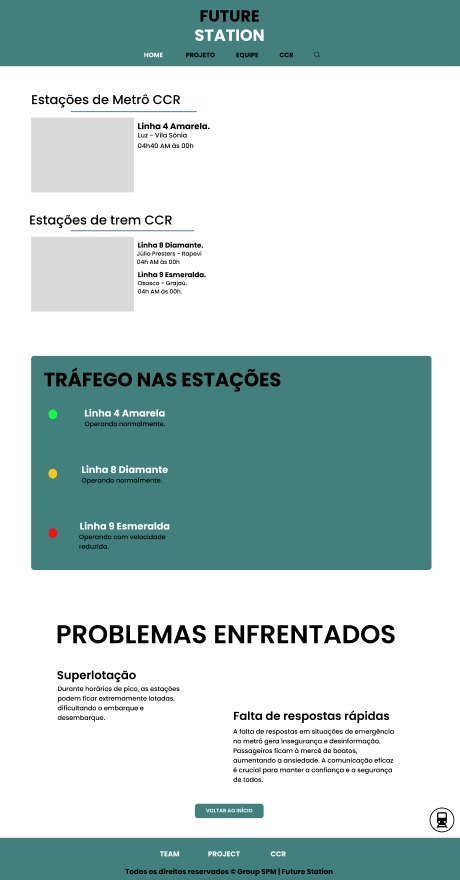 FUTURE
STATION
HOME PROJETO EQUIPE CCR
Estações de Metrô CCR
Linha 4 Amarela.
Luz - Vila Sônia
04h40 AM às 00h
Estações de trem CCR
Linha 8 Diamante.
Júlio Presters - Itapevi
04h AM às 00h
Linha 9 Esmeralda.
Osasco - Grajaú.
04h AM às 00h.
TRÁFEGO NAS ESTAÇÕES
Linha 4 Amarela
Operando normalmente.
Linha 8 Diamante
Operando normalmente.
Linha 9 Esmeralda
Operando com velocidade
reduzida.
PROBLEMAS ENFRENTADOS
Superlotação
Durante horários de pico, as estações
podem ficar extremamente lotadas,
dificultando o embarque e
desembarque.
Falta de respostas rápidas
A falta de respostas em situações de emergência
no metrô gera insegurança e desinformação.
Passageiros ficam à mercê de boatos,
aumentando a ansiedade. A comunicação eficaz
é crucial para manter a confiança e a segurança
de todos.
VOLTAR AO INÍCIO
TEAM PROJECT CCR
Todos os direitos reservados © Group SPM | Future Station